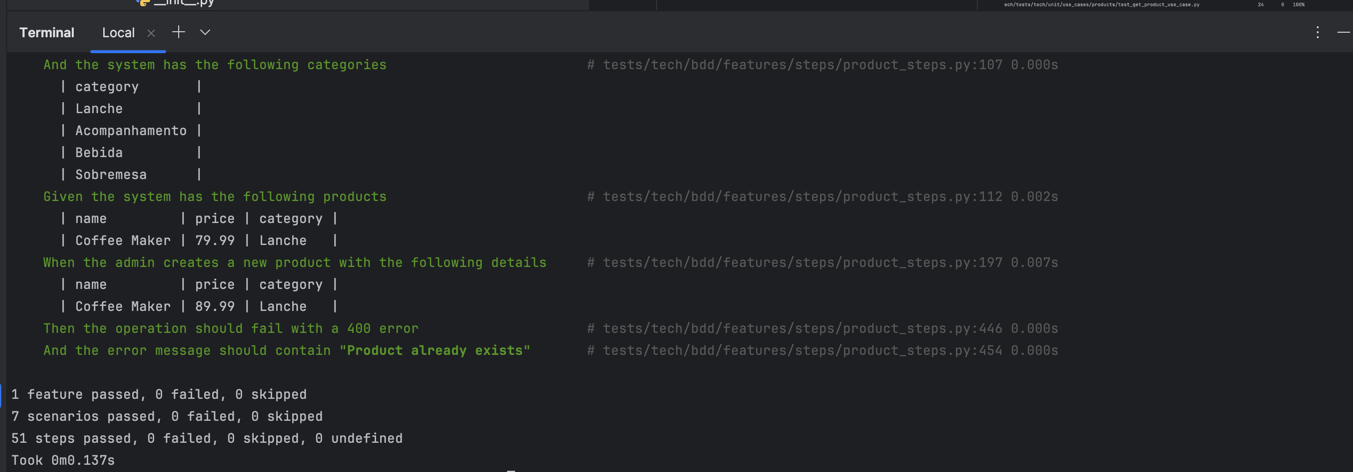 __init__.py
ech/tests/tech/unit/use_cases/products/test_get_product_use_case.py 24 0 100%
Terminal Local
And the system has the following categories # tests/tech/bdd/features/steps/product_steps.py:107 0.000s
| category |
| Lanche |
| Acompanhamento |
| Bebida |
| Sobremesa |
Given the system has the following products # tests/tech/bdd/features/steps/product_steps.py:112 0.002s
| name | price | category |
| Coffee Maker | 79.99 | Lanche |
When the admin creates a new product with the following details # tests/tech/bdd/features/steps/product_steps.py:197 0.007s
| name | price | category |
| Coffee Maker | 89.99 | Lanche |
Then the operation should fail with a 400 error # tests/tech/bdd/features/steps/product_steps.py:446 0.000s
And the error message should contain "Product already exists" # tests/tech/bdd/features/steps/product_steps.py:454 0.000s
1 feature passed, 0 failed, 0 skipped
7 scenarios passed, 0 failed, 0 skipped
51 steps passed, 0 failed, 0 skipped, 0 undefined
Took 0m0.137s